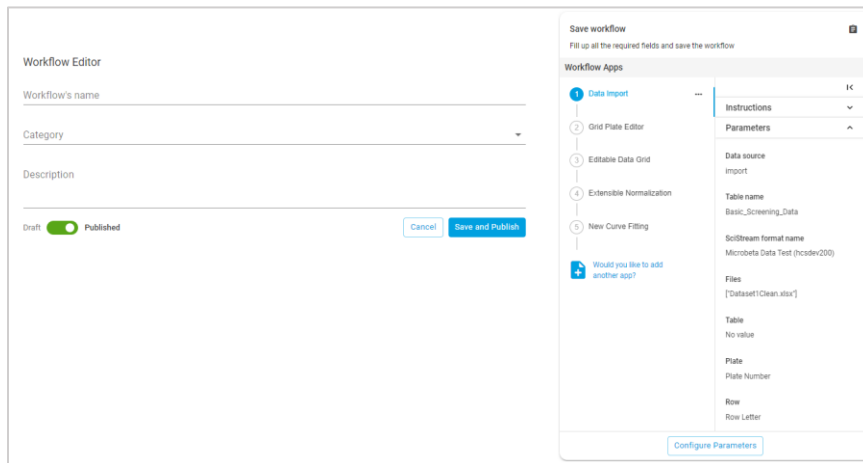 Workflow Editor
Workflow's name
Category
Description
Draft
Published
Cancel
Save and Publish
Save workflow
Fill up all the required fields and save the workflow
Workflow Apps
1 Data Import ...
2 Grid Plate Editor
3 Editable Data Grid
4 Extensible Normalization
5 New Curve Fitting
Would you like to add
another app?
Instructions
Parameters
Data source
import
Table name
Basic_Screening_Data
SciStream format name
Microbeta Data Test (hcsdev200)
Files
["Dataset1Clean.xlsx"]
Table
No value
Plate
Plate Number
Row
Row Letter
Configure Parameters